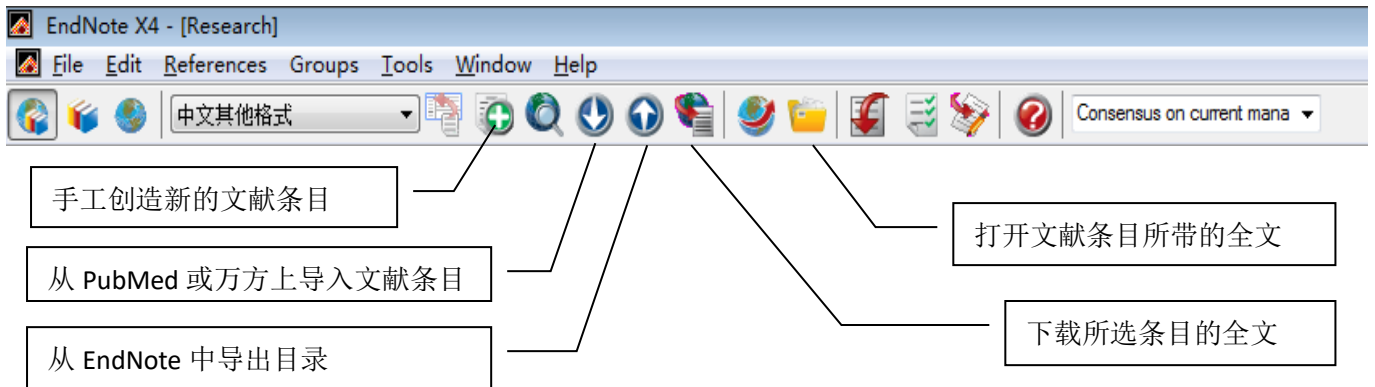 EndNote X4 - [Research]
File Edit References Groups Tools Window Help
中文其他格式
Consensus on current mana
手工创造新的文献条目
打开文献条目所带的全文
从 PubMed 或万方上导入文献条目
下载所选条目的全文
从 EndNote 中导出目录